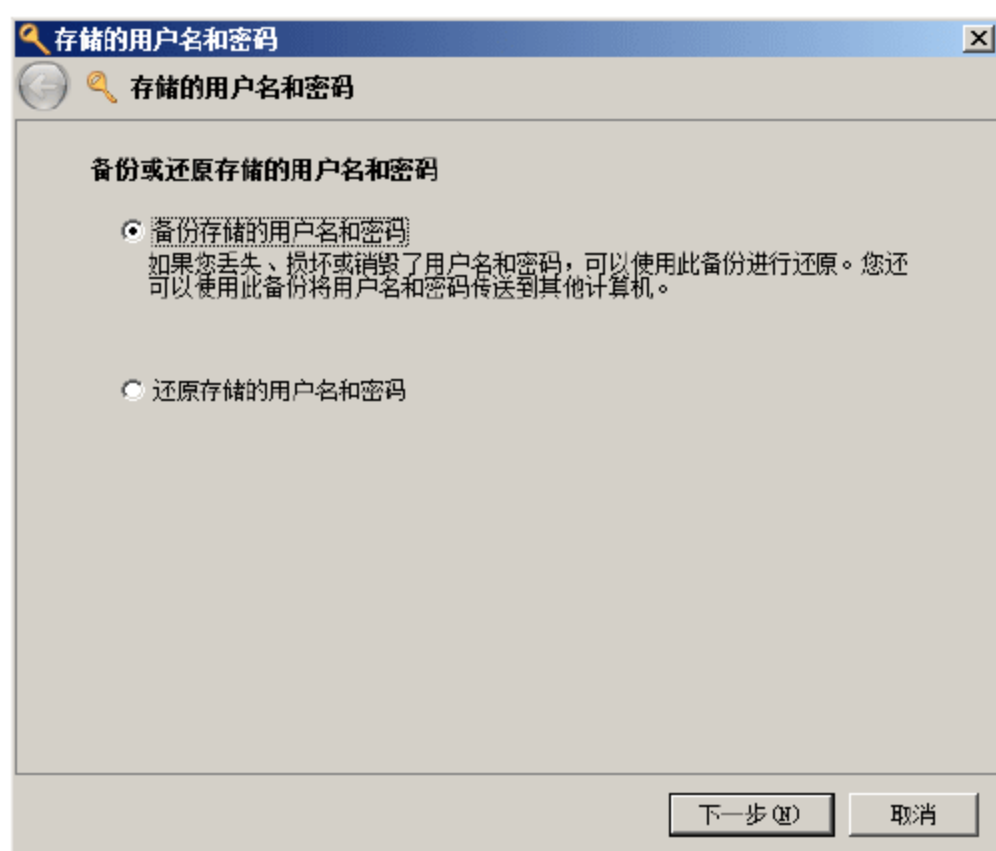 存储的用户名和密码
存储的用户名和密码
备份或还原存储的用户名和密码
备份存储的用户名和密码
如果您丢失、损坏或销毁了用户名和密码，可以使用此备份进行还原。您还
可以使用此备份将用户名和密码传送到其他计算机。
还原存储的用户名和密码
下一步(N) 取消